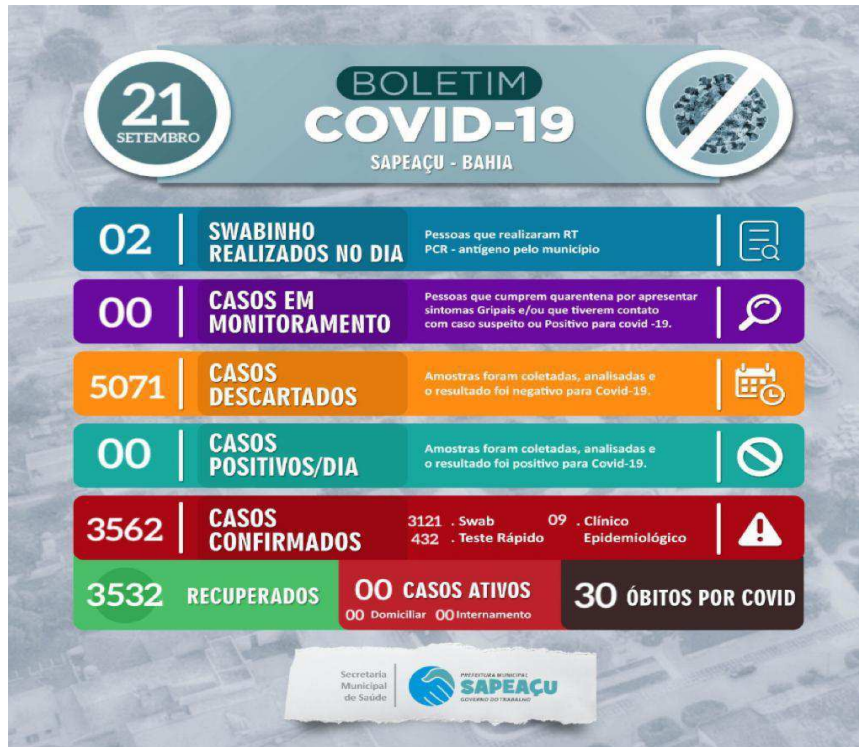 21
SETEMBRO
BOLETIM
COVID-19
SAPEAÇU - BAHIA
02
SWABINHO
REALIZADOS NO DIA
Pessoas que realizaram RT
PCR - antígeno pelo município
00
CASOS EM
MONITORAMENTO
Pessoas que cumprem quarentena por apresentar
sintomas Gripais e/ou que tiverem contato
com caso suspeito ou Positivo para covid -19.
5071
CASOS
DESCARTADOS
Amostras foram coletadas, analisadas e
o resultado foi negativo para Covid-19.
00
CASOS
POSITIVOS/DIA
Amostras foram coletadas, analisadas e
o resultado foi positivo para Covid-19.
3562
CASOS
CONFIRMADOS
3121 . Swab
432 . Teste Rápido
09 . Clínico
Epidemiológico
3532 RECUPERADOS
00 CASOS ATIVOS
00 Domiciliar 00 Internamento
30 ÓBITOS POR COVID
Secretaria
Municipal
de Saúde
PREFEITURA MUNICIPAL
SAPEAÇU
GOVERNO DO TRABALHO